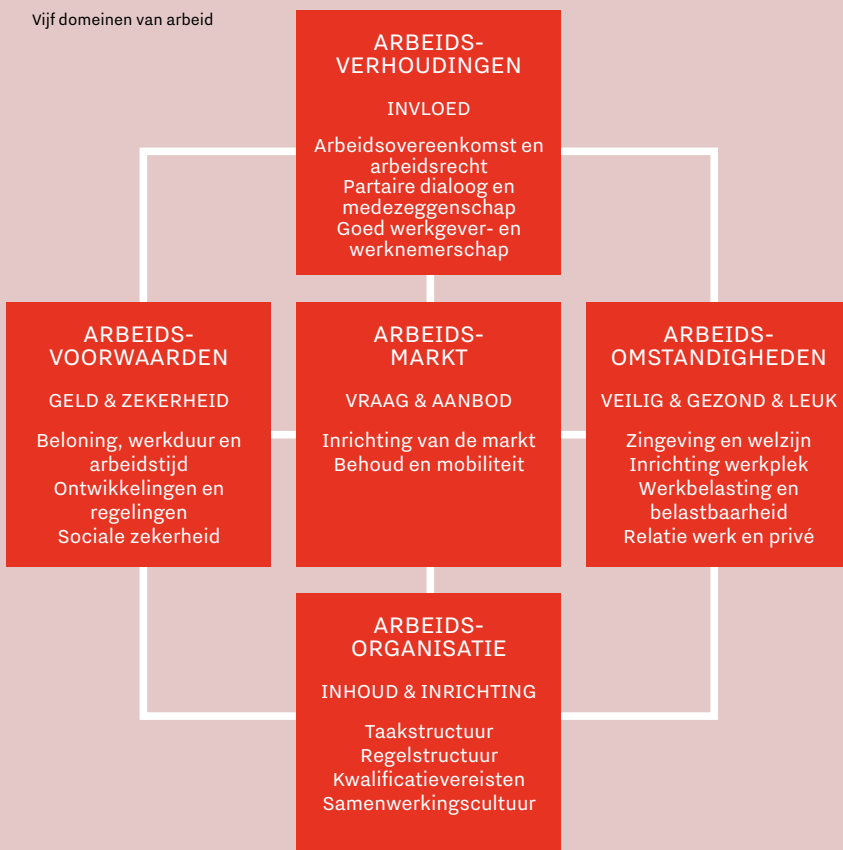 Vijf domeinen van arbeid
ARBEIDS-
VERHOUDINGEN
INVLOED
Arbeidsovereenkomst en
arbeidsrecht
Partaire dialoog en
medezeggenschap
Goed werkgever- en
werknemerschap
ARBEIDS-
VOORWAARDEN
GELD & ZEKERHEID
Beloning, werkduur en
arbeidstijd
Ontwikkelingen en
regelingen
Sociale zekerheid
ARBEIDS-
MARKT
VRAAG & AANBOD
Inrichting van de markt
Behoud en mobiliteit
ARBEIDS-
OMSTANDIGHEDEN
VEILIG & GEZOND & LEUK
Zingeving en welzijn
Inrichting werkplek
Werkbelasting en
belastbaarheid
Relatie werk en privé
ARBEIDS-
ORGANISATIE
INHOUD & INRICHTING
Taakstructuur
Regelstructuur
Kwalificatievereisten
Samenwerkingscultuur